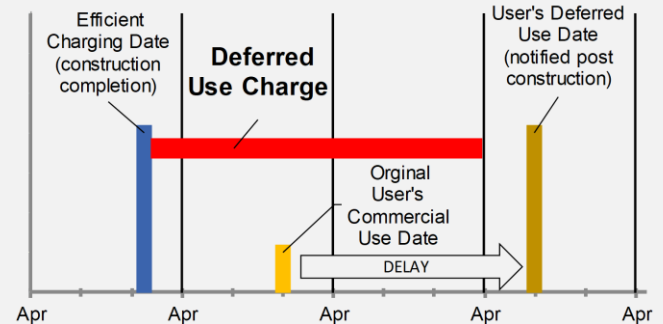 Efficient
Charging Date
(construction
completion)
Deferred
Use Charge
User's Deferred
Use Date
(notified post
construction)
Orginal
User's
Commercial
Use Date
DELAY
Apr Apr Apr Apr Apr